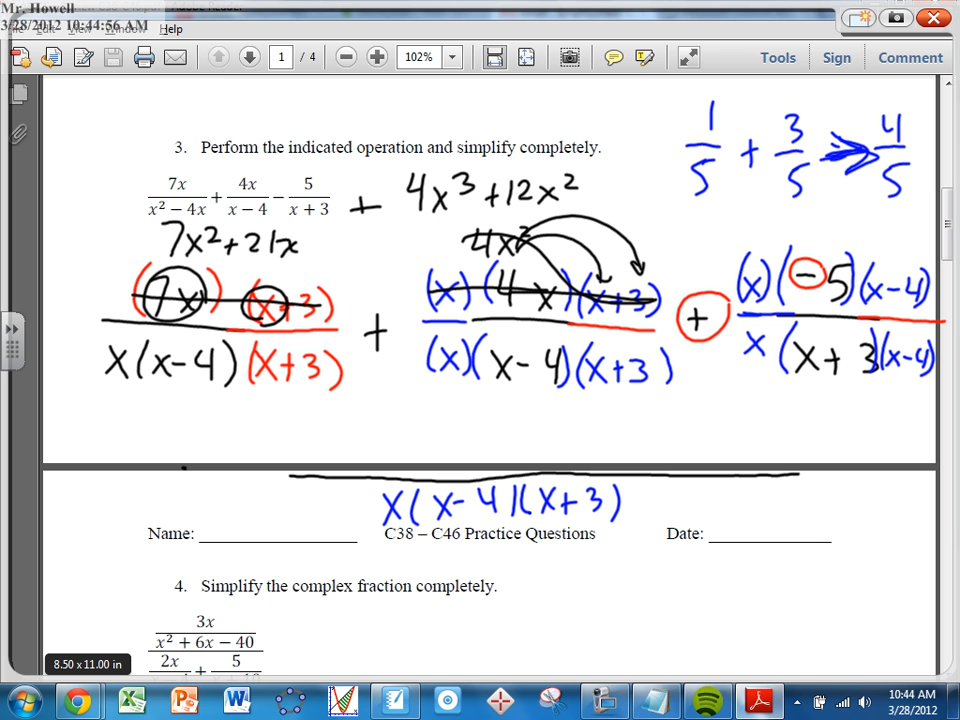 Mr. Howell
3/28/2012 10:44:56 AM
File Edit View Window Help
1 / 4 102% Tools Sign Comment
1/5 + 3/5 ⇒ 4/5
3. Perform the indicated operation and simplify completely.
7x/(x² − 4x) + 4x/(x − 4) − 5/(x + 3)
+ 4x³ + 12x²
7x² + 21x
4x²
(7x) (x+3) (x) (4x)(x+3) (x)(−5)(x−4)
+ +
x(x−4)(x+3) (x)(x−4)(x+3) x(x+3)(x−4)
x(x−4)(x+3)
Name: C38 – C46 Practice Questions Date:
4. Simplify the complex fraction completely.
3x
x² + 6x − 40
2x + 5
8.50 x 11.00 in
10:44 AM
3/28/2012